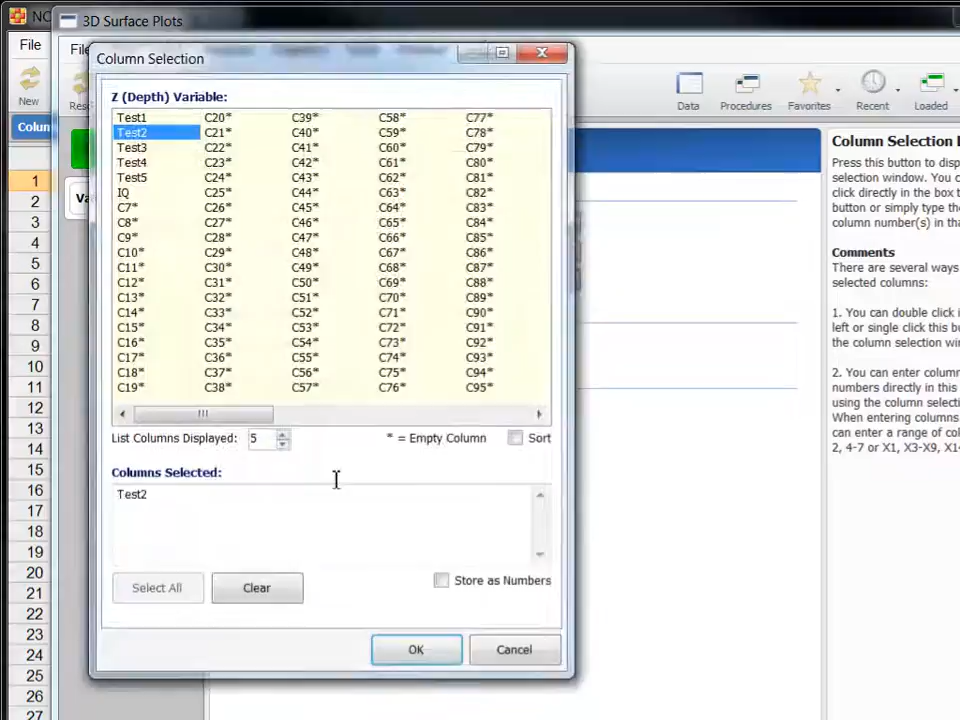 NC
3D Surface Plots
File
Fil
Column Selection
New
Res
Data
Procedures
Favorites
Recent
Loaded
Colun
Va
Z (Depth) Variable:
Test1 C20* C39* C58* C77*
Test2 C21* C40* C59* C78*
Test3 C22* C41* C60* C79*
Test4 C23* C42* C61* C80*
Test5 C24* C43* C62* C81*
IQ C25* C44* C63* C82*
C7* C26* C45* C64* C83*
C8* C27* C46* C65* C84*
C9* C28* C47* C66* C85*
C10* C29* C48* C67* C86*
C11* C30* C49* C68* C87*
C12* C31* C50* C69* C88*
C13* C32* C51* C70* C89*
C14* C33* C52* C71* C90*
C15* C34* C53* C72* C91*
C16* C35* C54* C73* C92*
C17* C36* C55* C74* C93*
C18* C37* C56* C75* C94*
C19* C38* C57* C76* C95*
List Columns Displayed: 5 * = Empty Column Sort
Columns Selected:
Test2
Select All Clear Store as Numbers
OK Cancel
1
2
3
4
5
6
7
8
9
10
11
12
13
14
15
16
17
18
19
20
21
22
23
24
25
26
27
Column Selection
Press this button to disp
selection window. You c
click directly in the box t
button or simply type the
column number(s) in tha
Comments
There are several ways
selected columns:
1. You can double click i
left or single click this bu
the column selection wi
2. You can enter column
numbers directly in this
using the column selecti
When entering columns
can enter a range of col
2, 4-7 or X1, X3-X9, X1